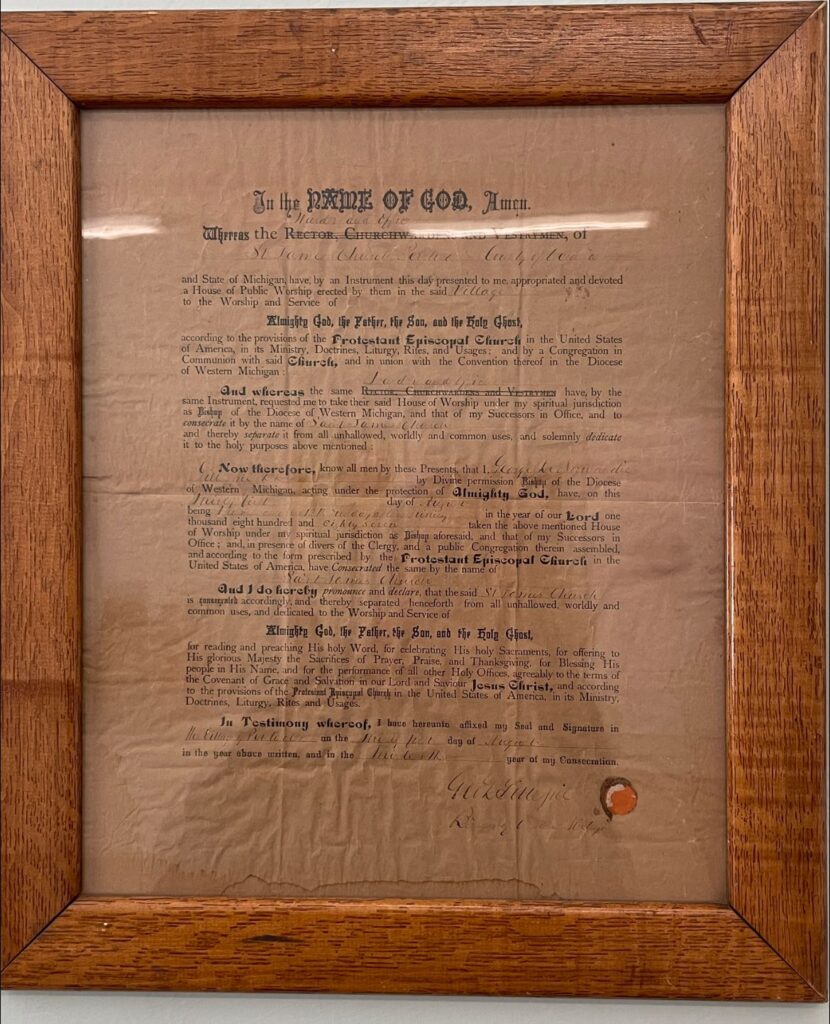 In the NAME OF GOD, Amen.
Whereas the RECTOR, CHURCHWARDENS AND VESTRYMEN, of
St James Church
and State of Michigan, have, by an Instrument this day presented to me, appropriated and devoted
a House of Public Worship erected by them in the said Village
to the Worship and Service of
Almighty God, the Father, the Son, and the Holy Ghost,
according to the provisions of the Protestant Episcopal Church in the United States
of America, in its Ministry, Doctrines, Liturgy, Rites, and Usages; and by a Congregation in
Communion with said Church, and in union with the Convention thereof in the Diocese
of Western Michigan:
And whereas the same RECTOR, CHURCHWARDENS AND VESTRYMEN have, by the
same Instrument, requested me to take their said House of Worship under my spiritual jurisdiction
as Bishop of the Diocese of Western Michigan, and that of my Successors in Office, and to
consecrate it by the name of Saint James Church
and thereby separate it from all unhallowed, worldly and common uses, and solemnly dedicate
it to the holy purposes above mentioned:
Now therefore, know all men by these Presents, that I, George De Normandie
by Divine permission Bishop of the Diocese
of Western Michigan, acting under the protection of Almighty God, have, on this
day of August
being in the year of our Lord one
thousand eight hundred and eighty seven taken the above mentioned House
of Worship under my spiritual jurisdiction as Bishop aforesaid, and that of my Successors in
Office; and, in presence of divers of the Clergy, and a public Congregation therein assembled,
and according to the form prescribed by the Protestant Episcopal Church in the
United States of America, have Consecrated the same by the name of
Saint James Church
And I do hereby pronounce and declare, that the said St James Church
is consecrated accordingly, and thereby separated henceforth from all unhallowed, worldly and
common uses, and dedicated to the Worship and Service of
Almighty God, the Father, the Son, and the Holy Ghost,
for reading and preaching His holy Word, for celebrating His holy Sacraments, for offering to
His glorious Majesty the Sacrifices of Prayer, Praise, and Thanksgiving, for Blessing His
people in His Name, and for the performance of all other Holy Offices, agreeably to the terms of
the Covenant of Grace and Salvation in our Lord and Saviour Jesus Christ, and according
to the provisions of the Protestant Episcopal Church in the United States of America, in its Ministry,
Doctrines, Liturgy, Rites and Usages.
In Testimony whereof, I have hereunto affixed my Seal and Signature in
on the day of August
in the year above written, and in the year of my Consecration.